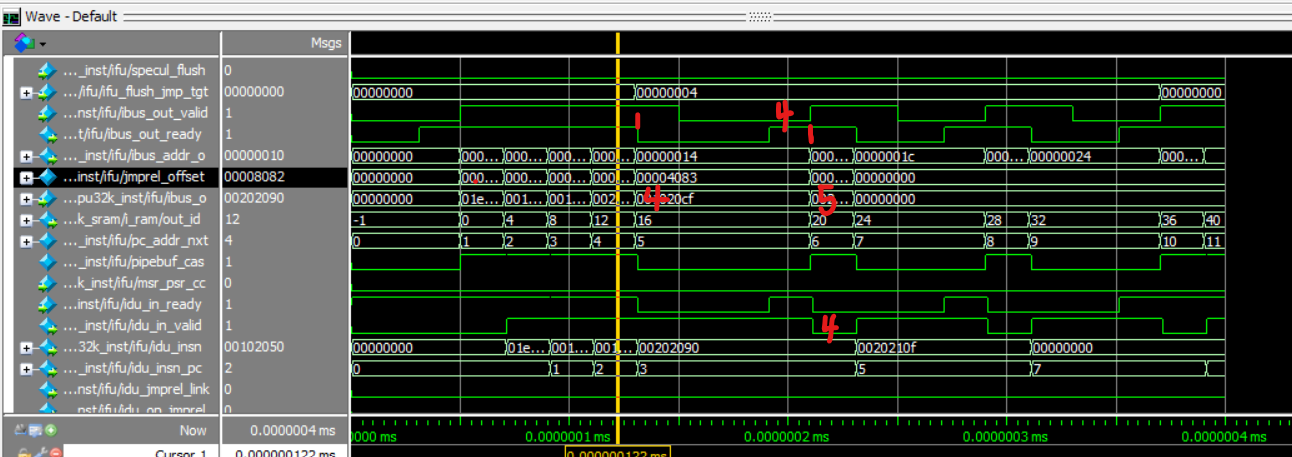 Wave - Default
Msgs
..._inst/ifu/specul_flush 0
.../ifu/ifu_flush_jmp_tgt 00000000 00000000 00000004 00000000
...nst/ifu/ibus_out_valid 1
...t/ifu/ibus_out_ready 1
..._inst/ifu/ibus_addr_o 00000010 00000000 000... 000... 000... 000... 00000014 000... 0000001c 000... 00000024 000...
...inst/ifu/jmprel_offset 00008082 00000000 000... 000... 000... 00004083 000... 00000000
...pu32k_inst/ifu/ibus_o 00202090 00000000 01e... 001... 001... 002... 00000000
...k_sram/i_ram/out_id 12 -1 0 4 8 12 16 20 24 28 32 36 40
..._inst/ifu/pc_addr_nxt 4 0 1 2 3 4 5 6 7 8 9 10 11
..._inst/ifu/pipebuf_cas 1
...k_inst/ifu/msr_psr_cc 0
...inst/ifu/idu_in_ready 1
..._inst/ifu/idu_in_valid 1
...32k_inst/ifu/idu_insn 00102050 00000000 01e... 001... 001... 00202090 0020210f 00000000
..._inst/ifu/idu_insn_pc 2 0 1 2 3 5 7
...nst/ifu/idu_jmprel_link 0
...nst/ifu/idu_op_jmprel 0
1
4
1
4
5
4
Now 0.0000004 ms
0000 ms 0.0000001 ms 0.0000002 ms 0.0000003 ms 0.0000004 ms
Cursor 1 0.000000122 ms 0.000000122 ms